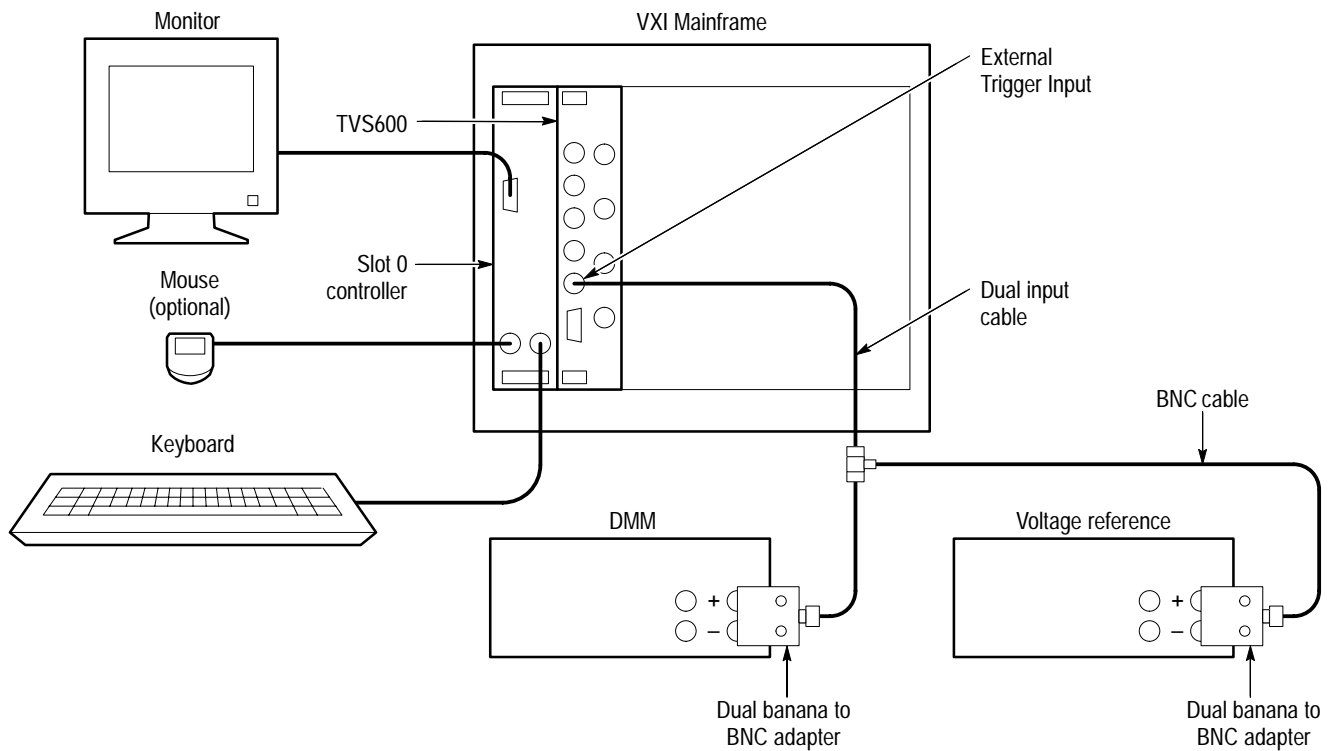 Monitor
VXI Mainframe
External
Trigger Input
TVS600
Slot 0
controller
Mouse
(optional)
Dual input
cable
BNC cable
Keyboard
DMM
Voltage reference
+
–
+
–
Dual banana to
BNC adapter
Dual banana to
BNC adapter